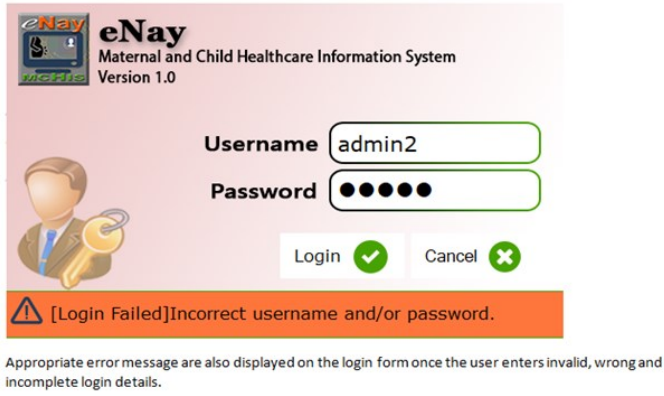 eNay
MCHIS
eNay
Maternal and Child Healthcare Information System
Version 1.0
Username admin2
Password ●●●●●
Login Cancel
[Login Failed]Incorrect username and/or password.
Appropriate error message are also displayed on the login form once the user enters invalid, wrong and
incomplete login details.